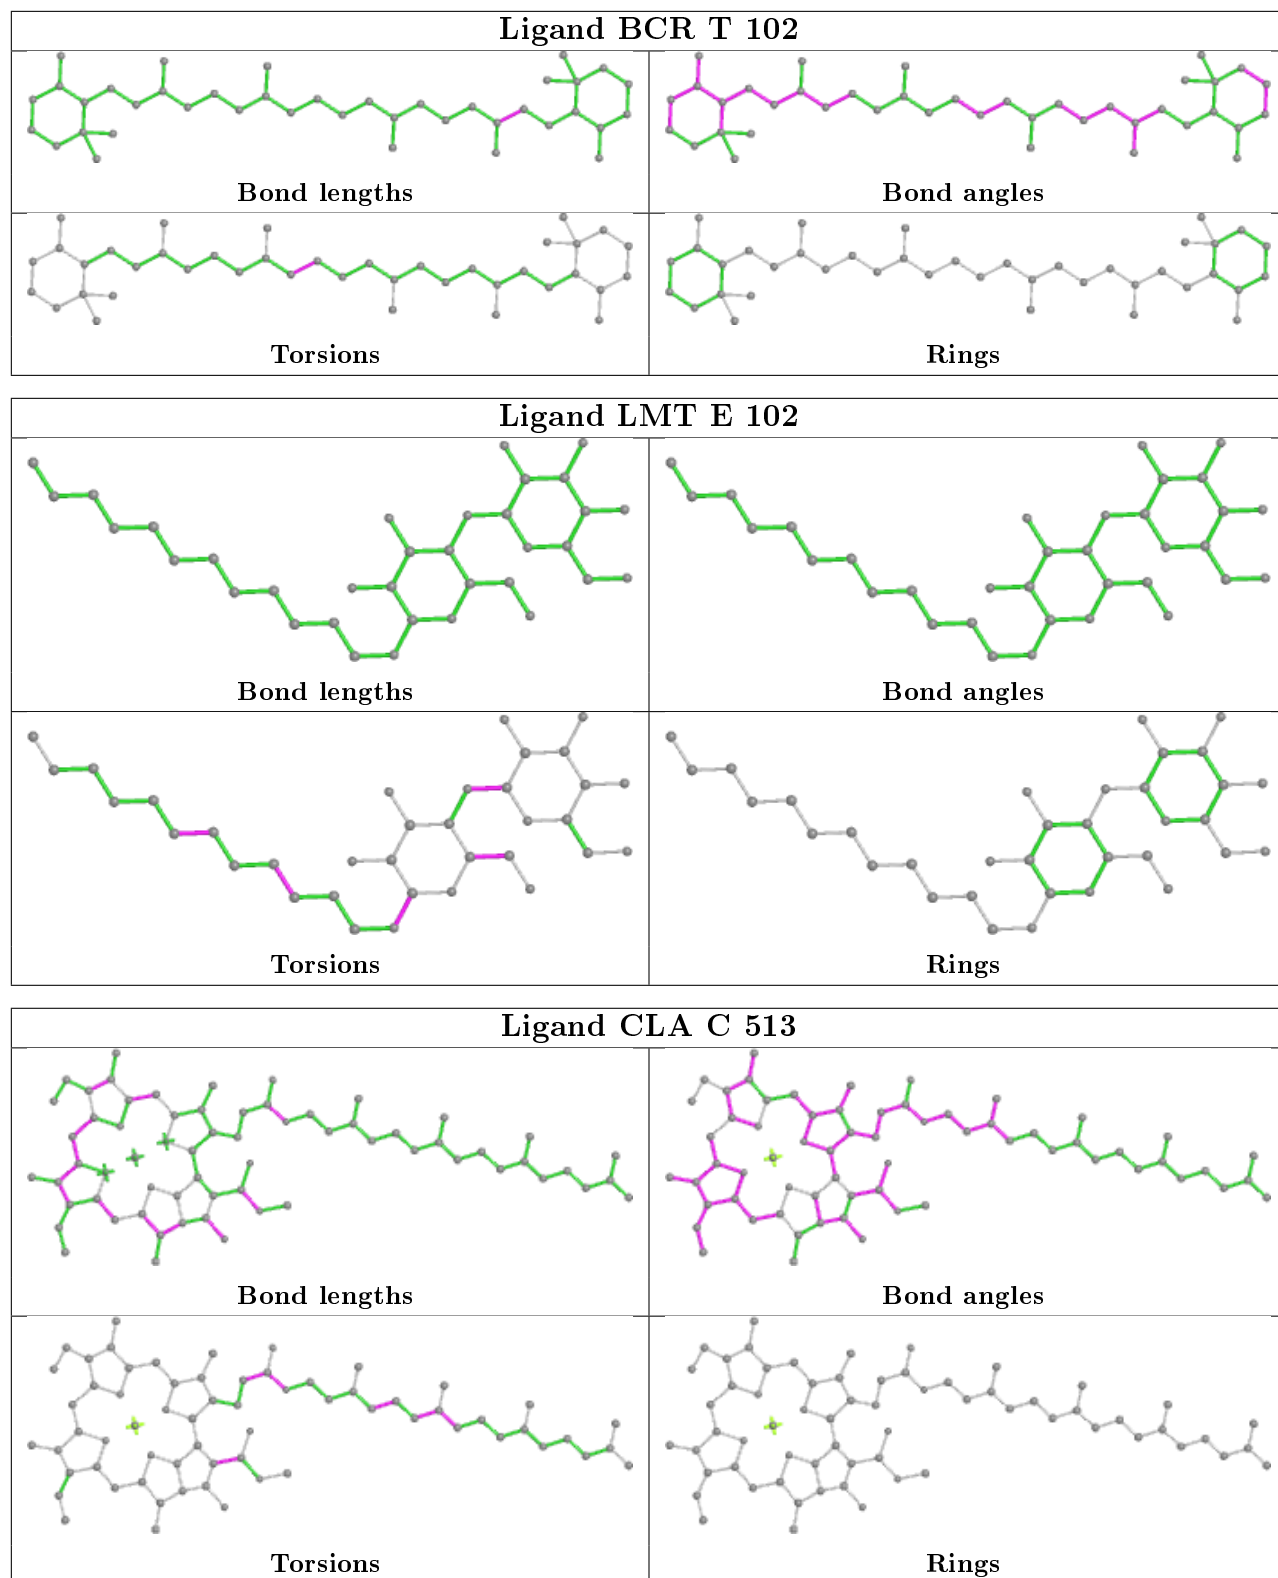 Ligand BCR T 102
Bond lengths
Bond angles
Torsions
Rings
Ligand LMT E 102
Bond lengths
Bond angles
Torsions
Rings
Ligand CLA C 513
Bond lengths
Bond angles
Torsions
Rings